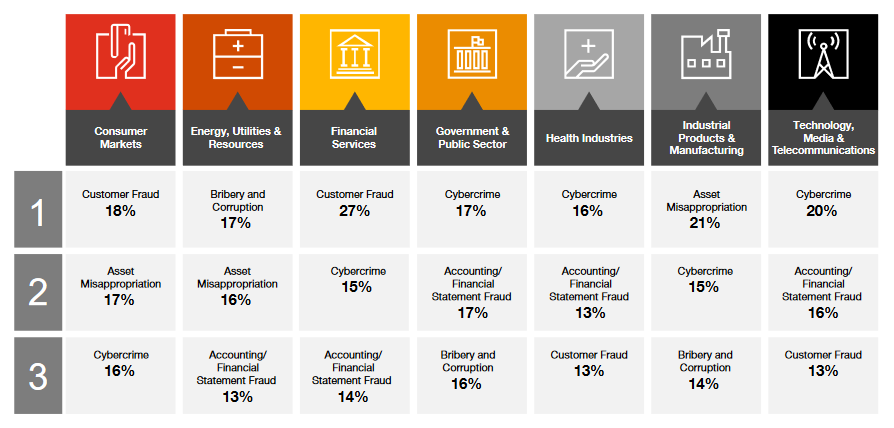 Consumer
Markets
Energy, Utilities &
Resources
Financial
Services
Government &
Public Sector
Health Industries
Industrial
Products &
Manufacturing
Technology,
Media &
Telecommunications
1
Customer Fraud
18%
Bribery and
Corruption
17%
Customer Fraud
27%
Cybercrime
17%
Cybercrime
16%
Asset
Misappropriation
21%
Cybercrime
20%
2
Asset
Misappropriation
17%
Asset
Misappropriation
16%
Cybercrime
15%
Accounting/
Financial
Statement Fraud
17%
Accounting/
Financial
Statement Fraud
13%
Cybercrime
15%
Accounting/
Financial
Statement Fraud
16%
3
Cybercrime
16%
Accounting/
Financial
Statement Fraud
13%
Accounting/
Financial
Statement Fraud
14%
Bribery and
Corruption
16%
Customer Fraud
13%
Bribery and
Corruption
14%
Customer Fraud
13%